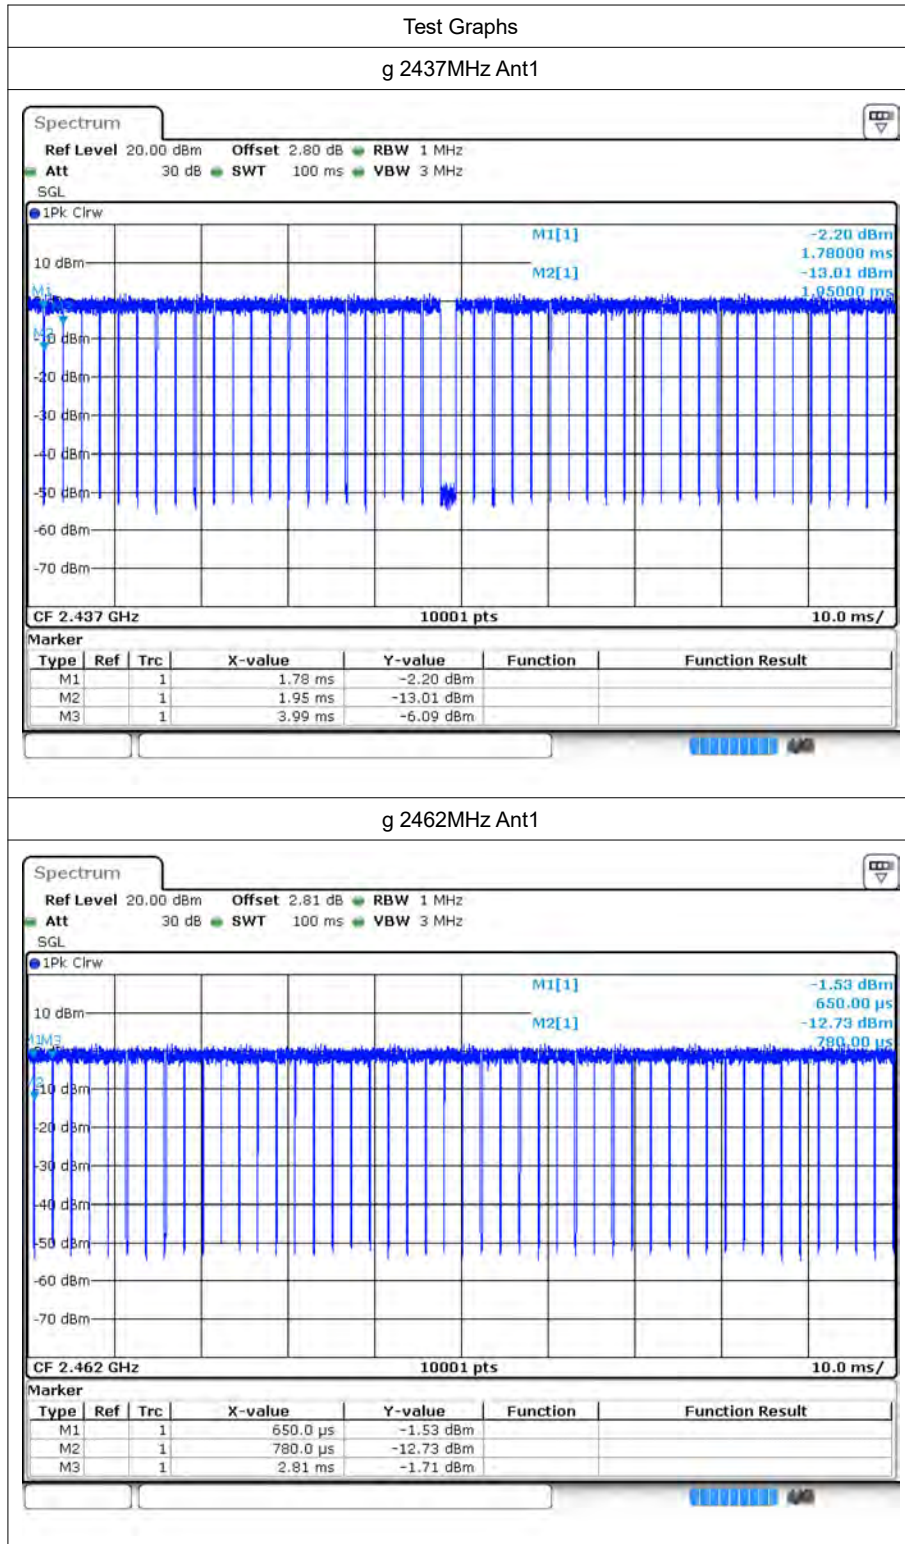 Test Graphs
g 2437MHz Ant1
Spectrum
Ref Level 20.00 dBm Offset 2.80 dB RBW 1 MHz
Att 30 dB SWT 100 ms VBW 3 MHz
SGL
1Pk Clrw
M1[1] -2.20 dBm
1.78000 ms
10 dBm
M2[1] -13.01 dBm
1.95000 ms
M1
M2
-10 dBm
-20 dBm
-30 dBm
-40 dBm
-50 dBm
-60 dBm
-70 dBm
CF 2.437 GHz 10001 pts 10.0 ms/
Marker
Type Ref Trc X-value Y-value Function Function Result
M1 1 1.78 ms -2.20 dBm
M2 1 1.95 ms -13.01 dBm
M3 1 3.99 ms -6.09 dBm
g 2462MHz Ant1
Spectrum
Ref Level 20.00 dBm Offset 2.81 dB RBW 1 MHz
Att 30 dB SWT 100 ms VBW 3 MHz
SGL
1Pk Clrw
M1[1] -1.53 dBm
650.00 µs
10 dBm
M2[1] -12.73 dBm
780.00 µs
M1M3
-10 dBm
-20 dBm
-30 dBm
-40 dBm
-50 dBm
-60 dBm
-70 dBm
CF 2.462 GHz 10001 pts 10.0 ms/
Marker
Type Ref Trc X-value Y-value Function Function Result
M1 1 650.0 µs -1.53 dBm
M2 1 780.0 µs -12.73 dBm
M3 1 2.81 ms -1.71 dBm